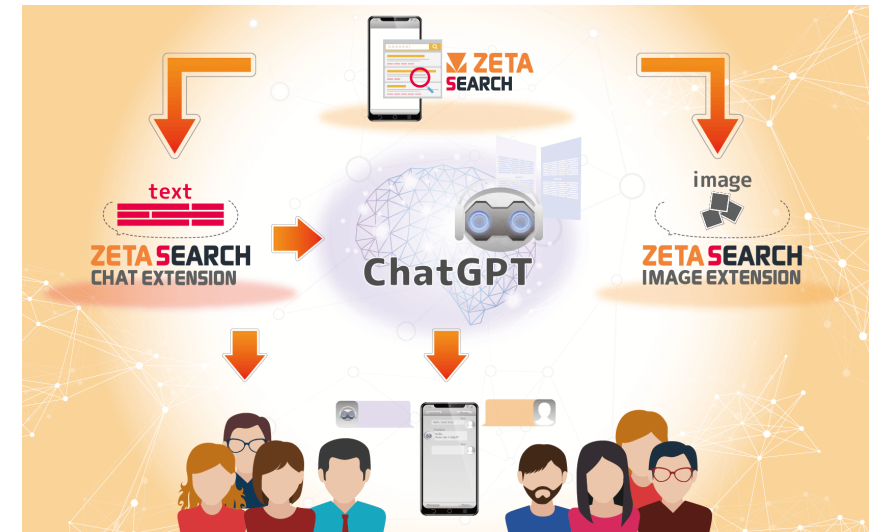 ZETA
SEARCH
text
ZETA SEARCH
CHAT EXTENSION
ChatGPT
image
ZETA SEARCH
IMAGE EXTENSION